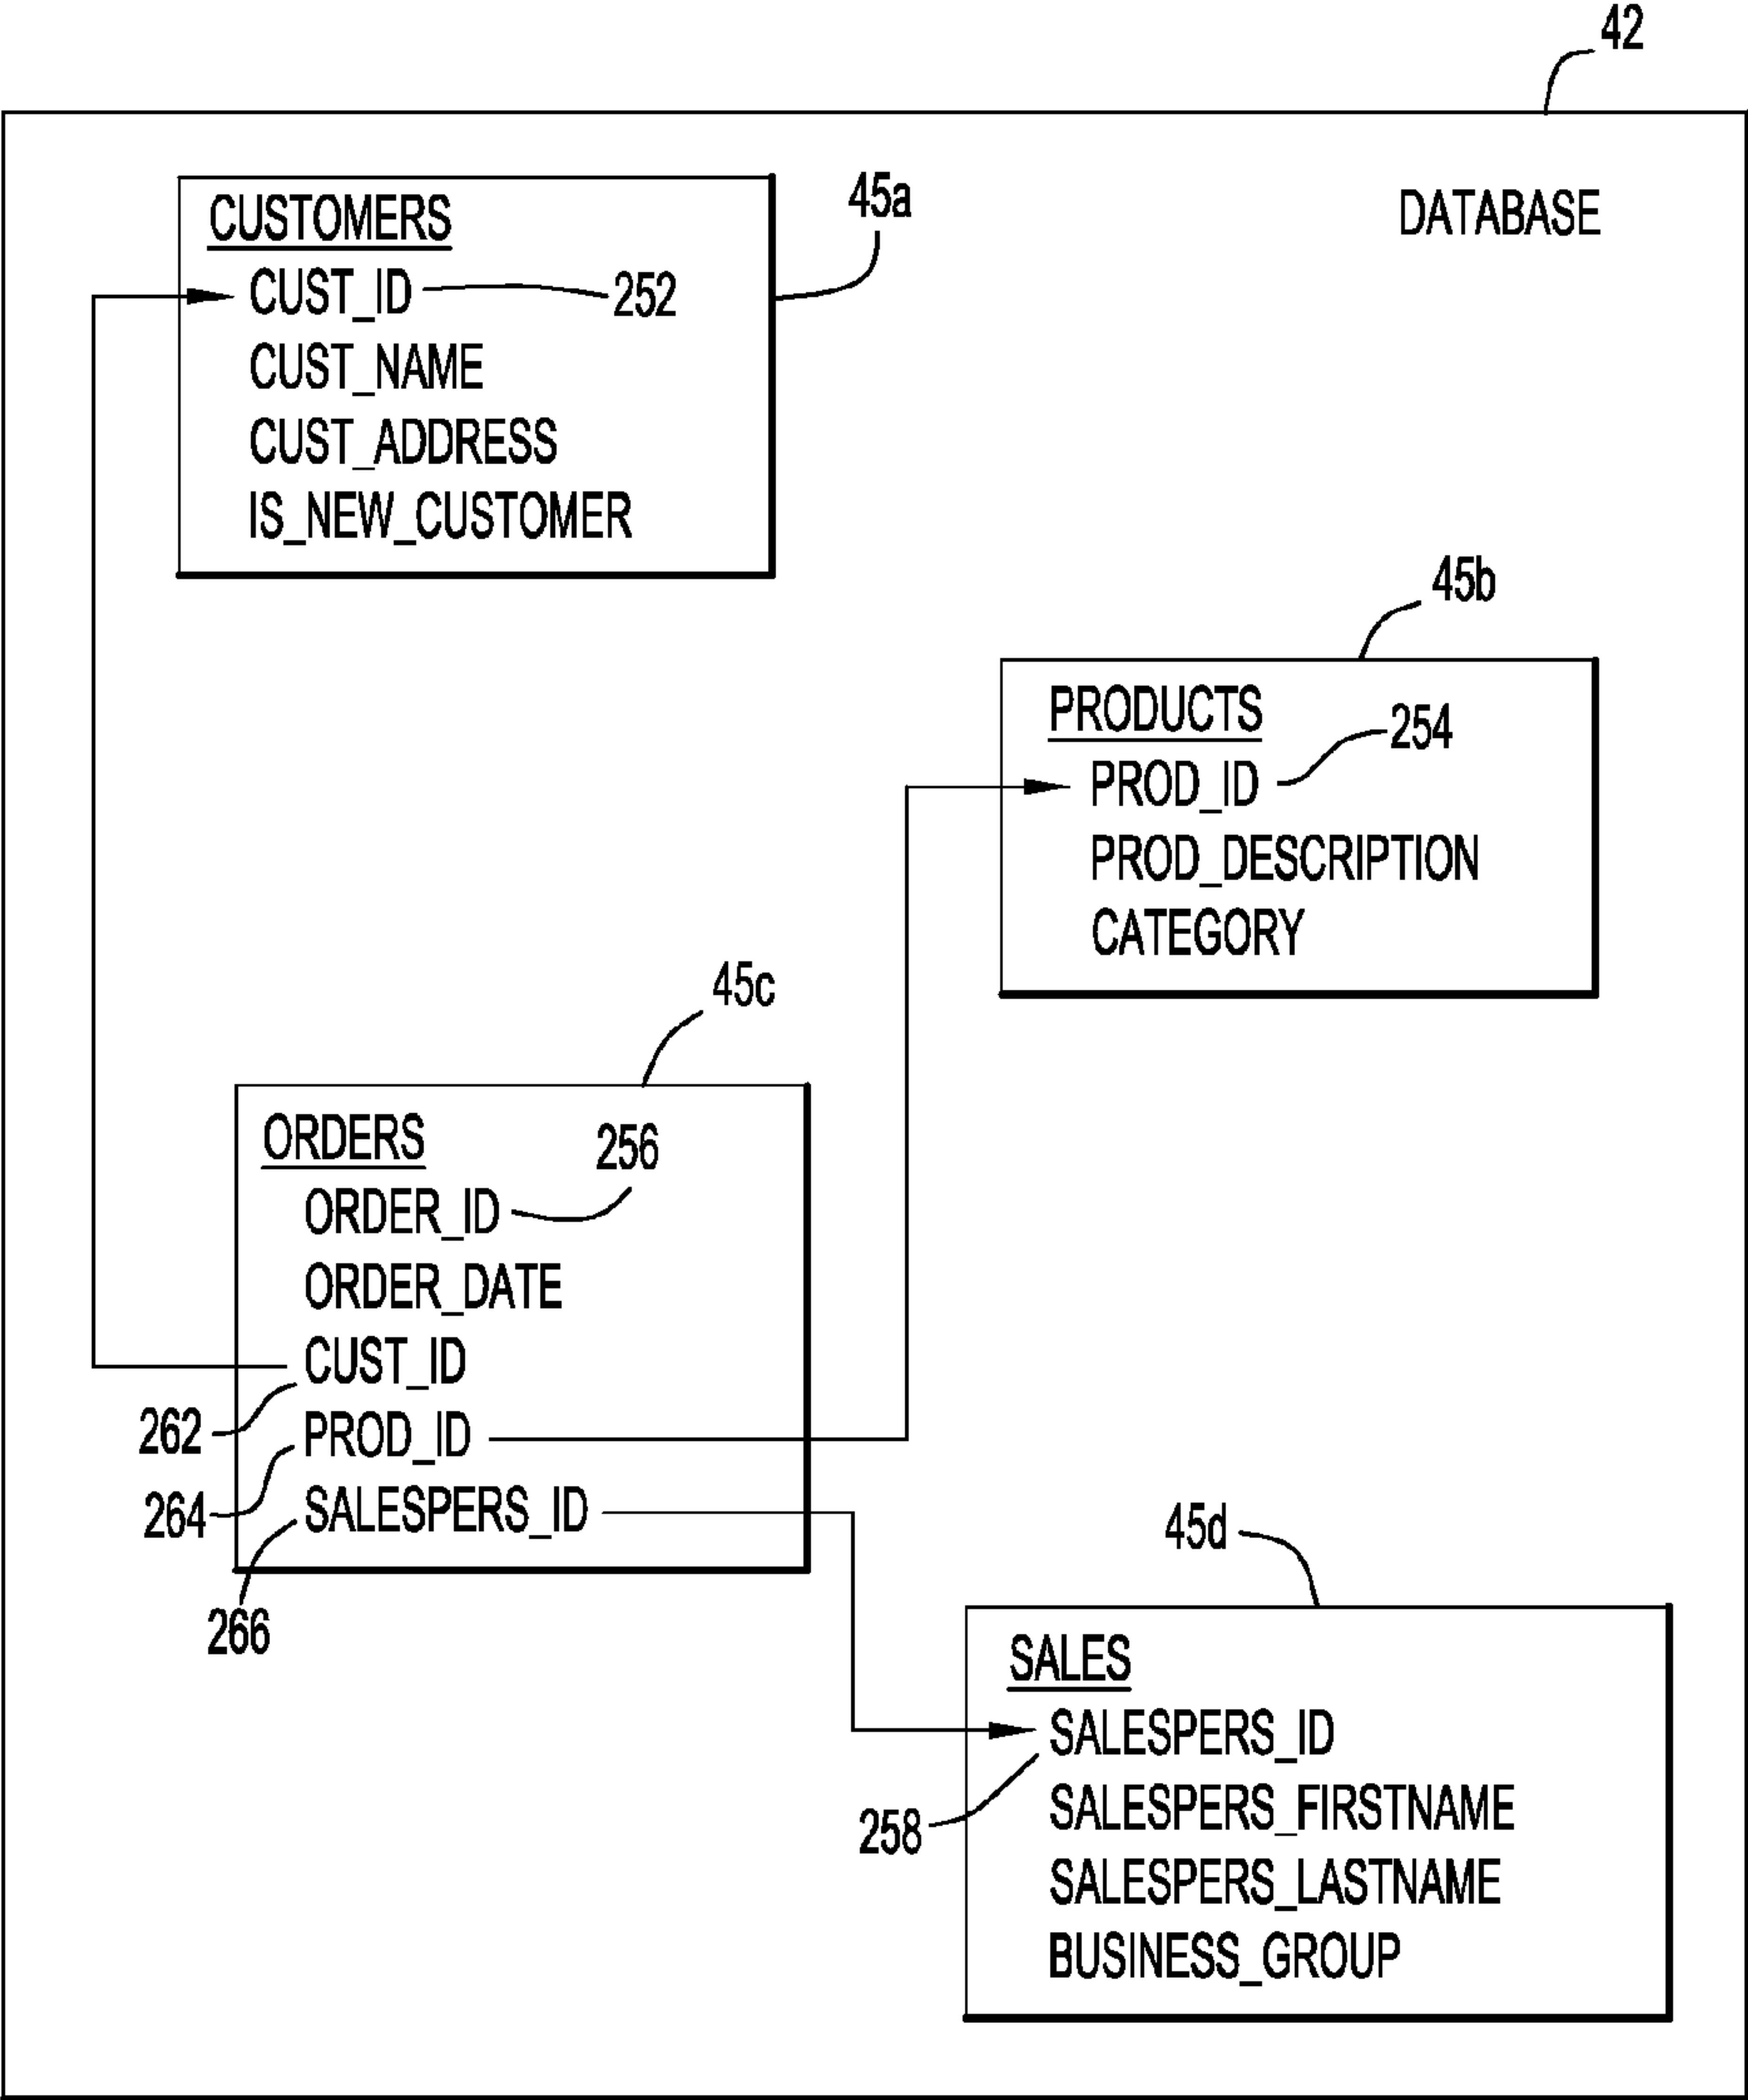 42
DATABASE
45a
CUSTOMERS
CUST_ID
252
CUST_NAME
CUST_ADDRESS
IS_NEW_CUSTOMER
45b
PRODUCTS
254
PROD_ID
PROD_DESCRIPTION
CATEGORY
45c
ORDERS
256
ORDER_ID
ORDER_DATE
CUST_ID
262
PROD_ID
264
SALESPERS_ID
266
45d
SALES
SALESPERS_ID
258
SALESPERS_FIRSTNAME
SALESPERS_LASTNAME
BUSINESS_GROUP